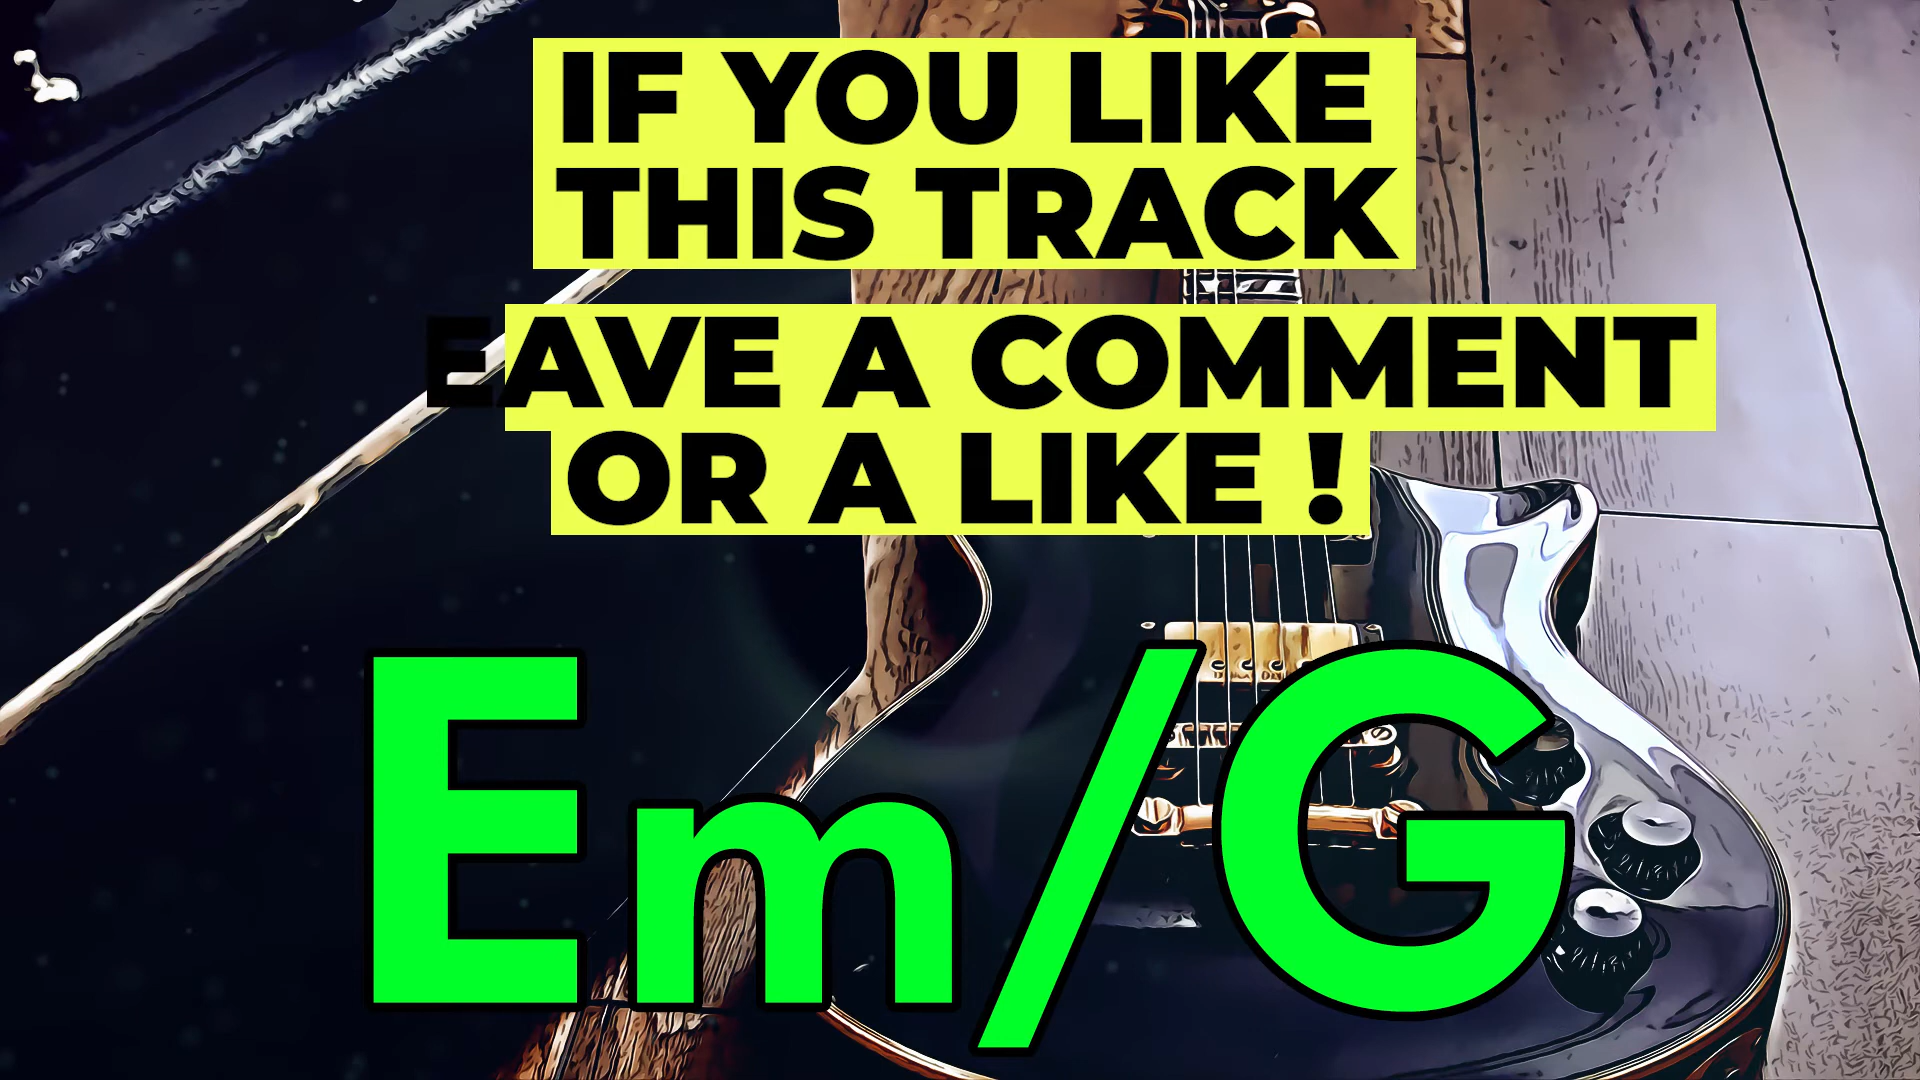 IF YOU LIKE
THIS TRACK
EAVE A COMMENT
OR A LIKE !
Em/G